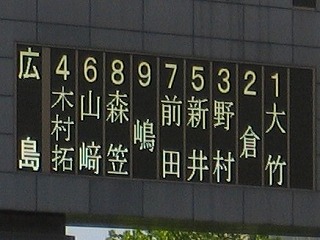 広島
4 木村拓
6 山﨑
8 森笠
9 嶋
7 前田
5 新井
3 野村
2 倉
1 大竹